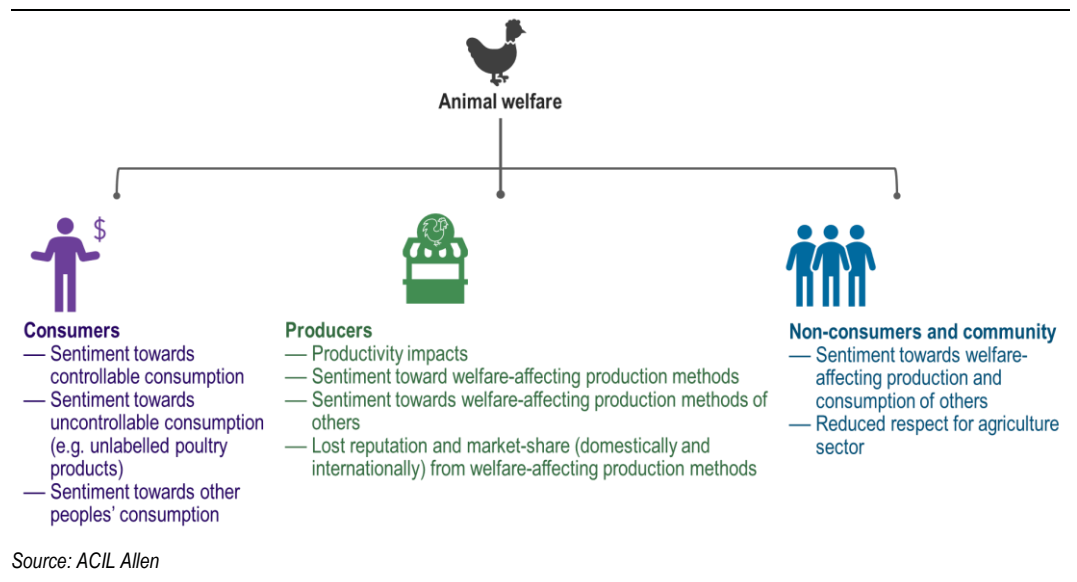 Animal welfare
$
Consumers
— Sentiment towards
controllable consumption
— Sentiment towards
uncontrollable consumption
(e.g. unlabelled poultry
products)
— Sentiment towards other
peoples’ consumption
Producers
— Productivity impacts
— Sentiment toward welfare-affecting production methods
— Sentiment towards welfare-affecting production methods of
others
— Lost reputation and market-share (domestically and
internationally) from welfare-affecting production methods
Non-consumers and community
— Sentiment towards welfare-
affecting production and
consumption of others
— Reduced respect for agriculture
sector
Source: ACIL Allen